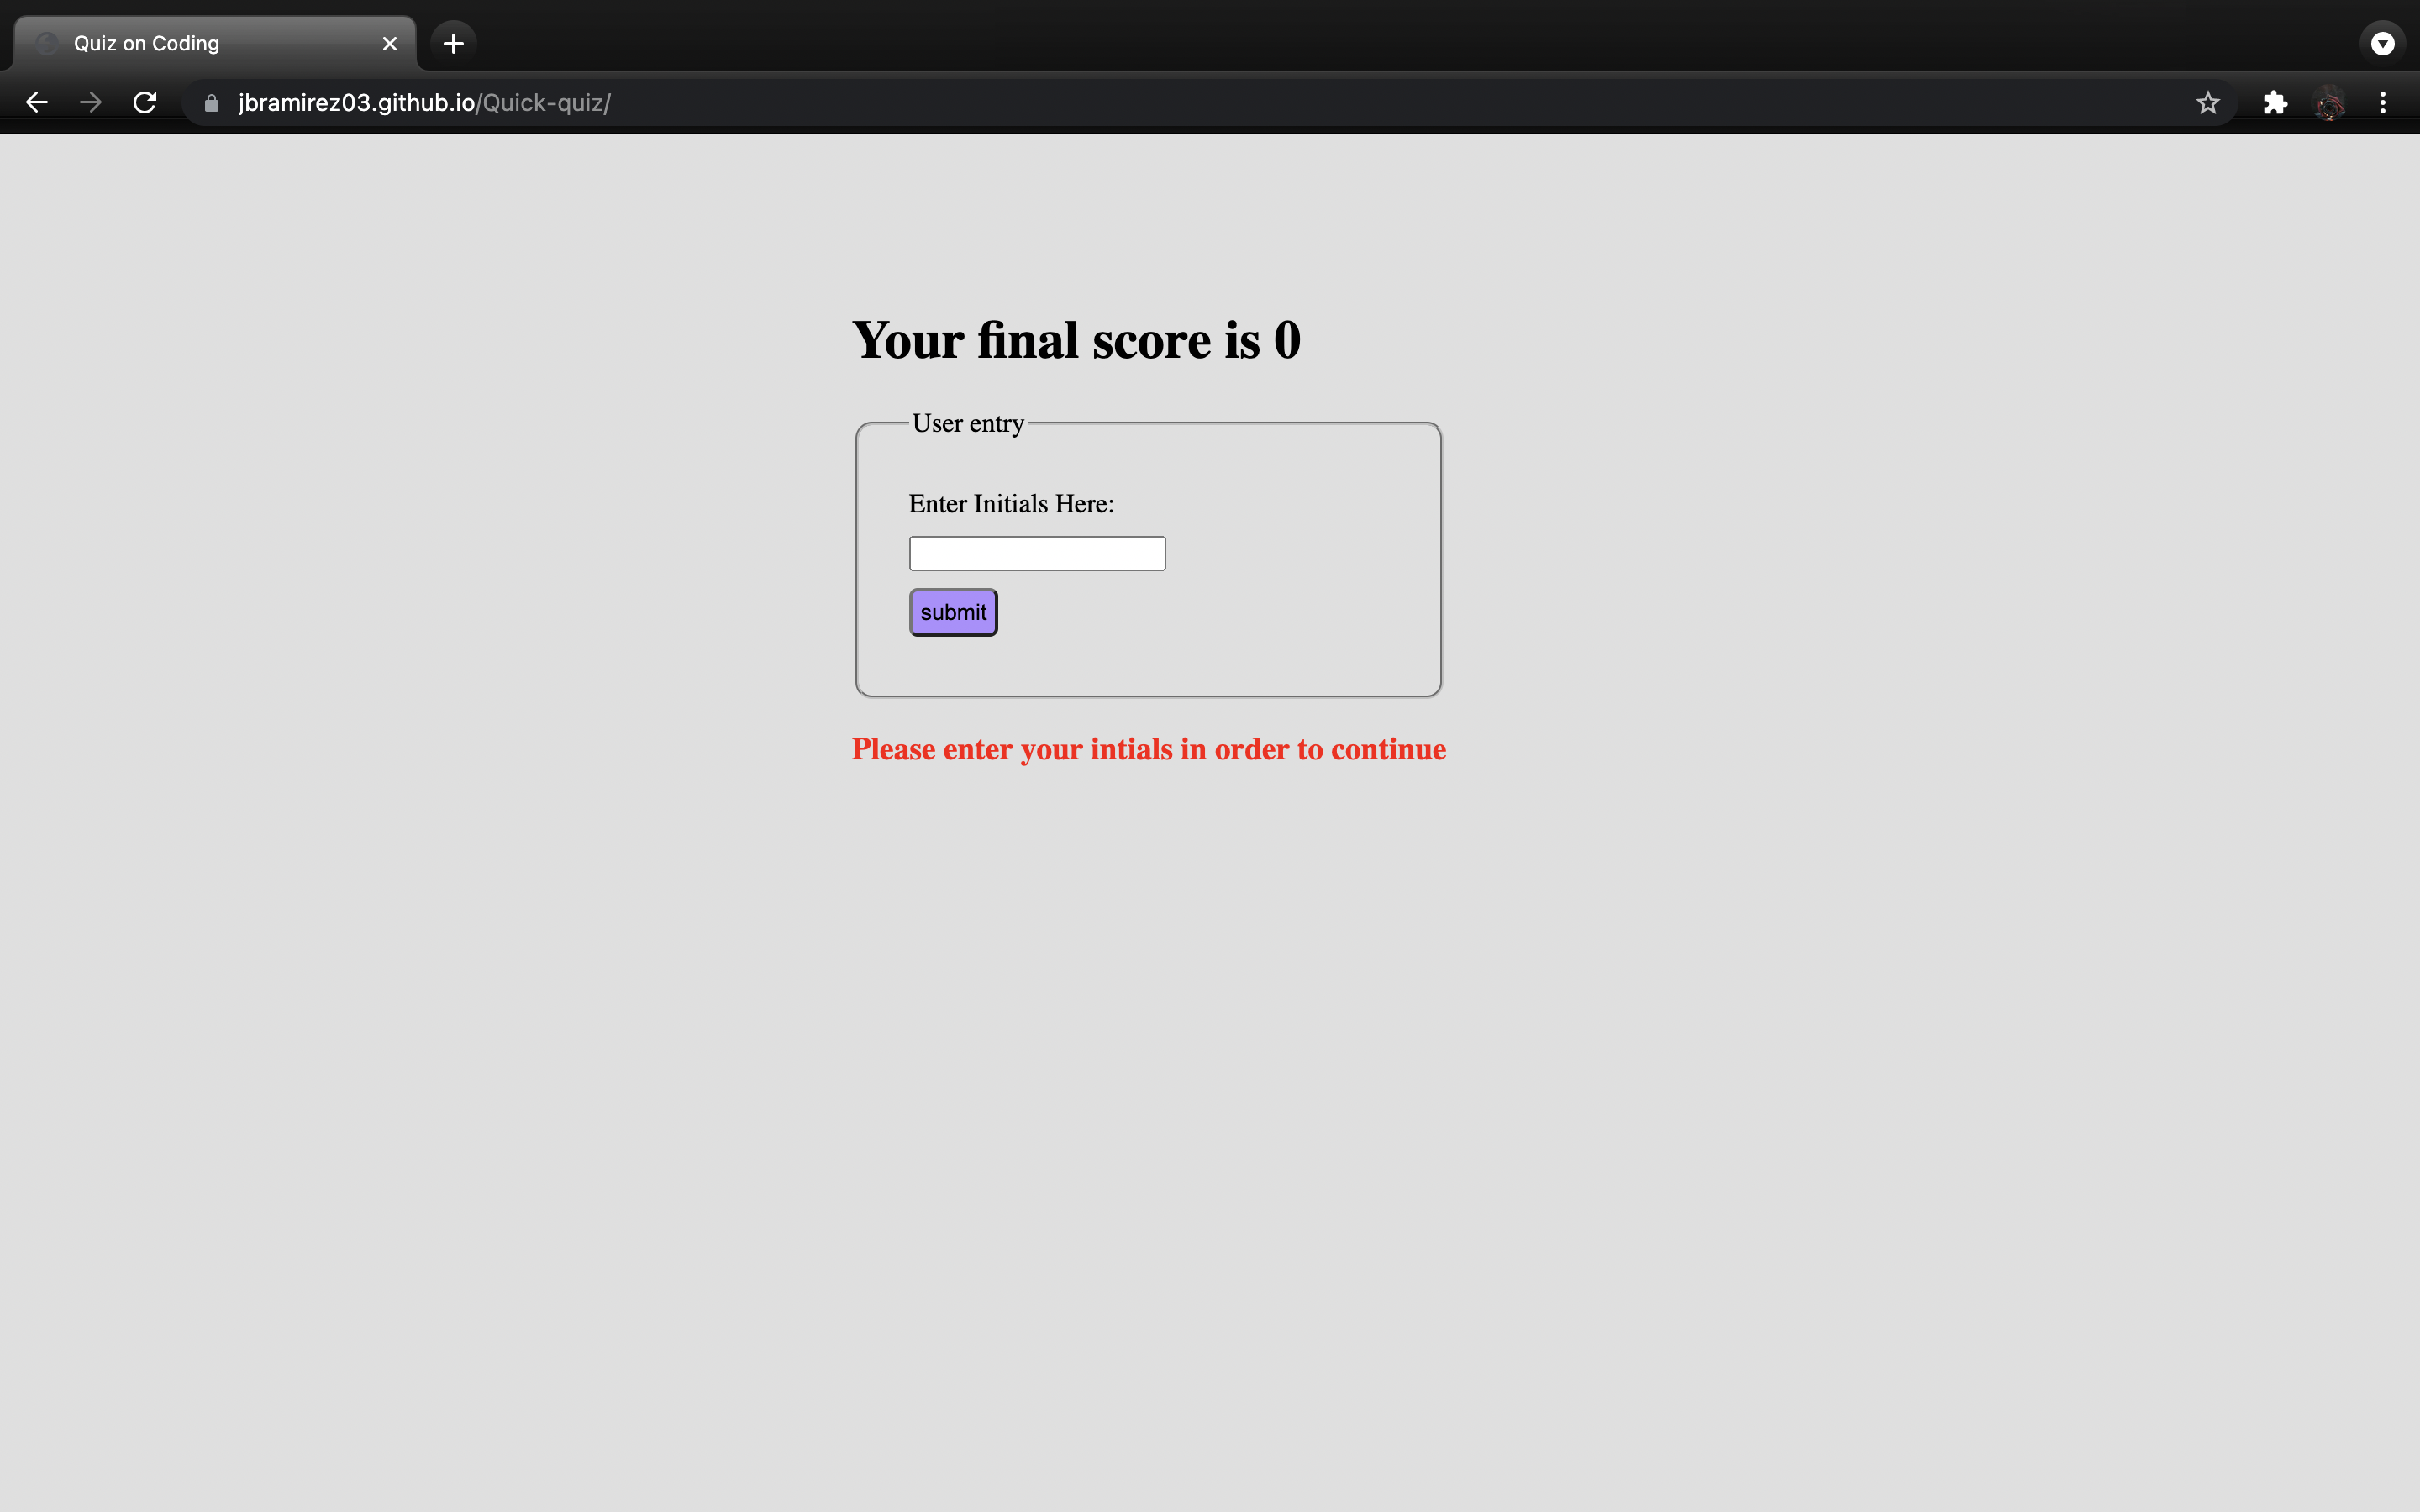 Quiz on Coding
jbramirez03.github.io/Quick-quiz/
Your final score is 0
User entry
Enter Initials Here:
submit
Please enter your intials in order to continue